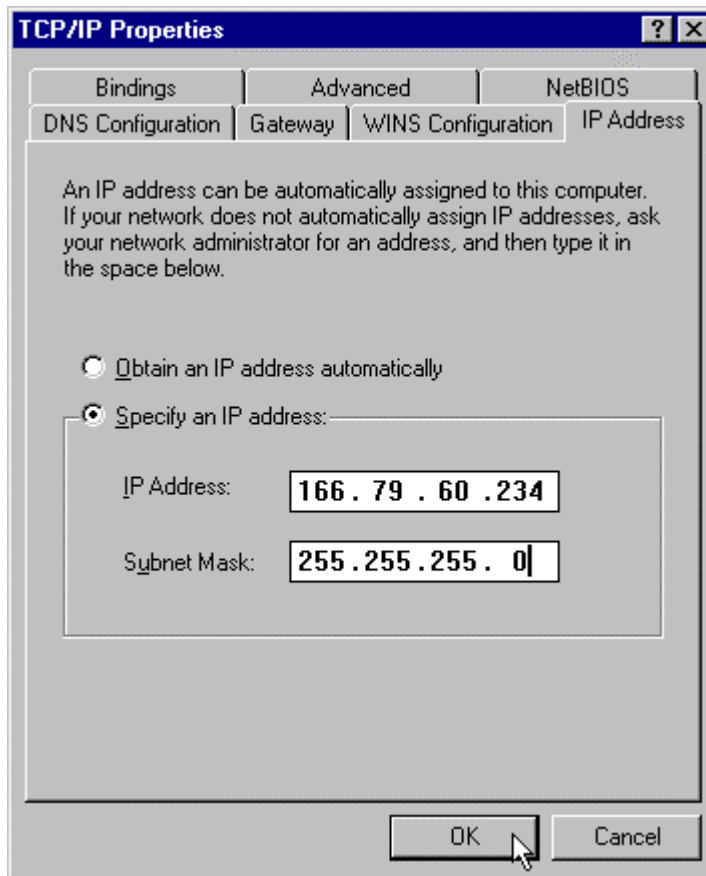 TCP/IP Properties
Bindings Advanced NetBIOS
DNS Configuration Gateway WINS Configuration IP Address
An IP address can be automatically assigned to this computer.
If your network does not automatically assign IP addresses, ask
your network administrator for an address, and then type it in
the space below.
Obtain an IP address automatically
Specify an IP address:
IP Address: 166. 79 . 60 .234
Subnet Mask: 255.255.255. 0
OK Cancel